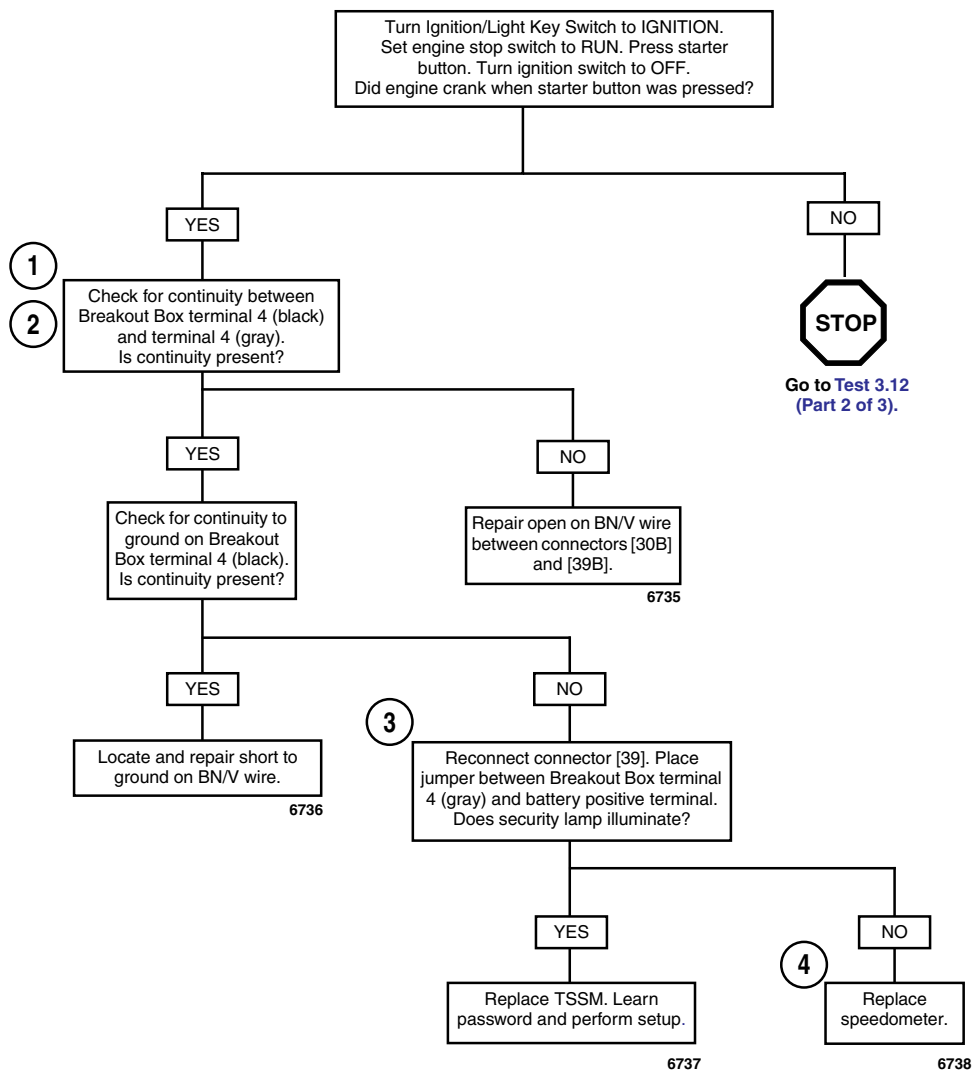 Turn Ignition/Light Key Switch to IGNITION.
Set engine stop switch to RUN. Press starter
button. Turn ignition switch to OFF.
Did engine crank when starter button was pressed?
YES
NO
1
2
Check for continuity between
Breakout Box terminal 4 (black)
and terminal 4 (gray).
Is continuity present?
STOP
Go to Test 3.12
(Part 2 of 3).
YES
NO
Check for continuity to
ground on Breakout
Box terminal 4 (black).
Is continuity present?
Repair open on BN/V wire
between connectors [30B]
and [39B].
6735
YES
NO
3
Locate and repair short to
ground on BN/V wire.
6736
Reconnect connector [39]. Place
jumper between Breakout Box terminal
4 (gray) and battery positive terminal.
Does security lamp illuminate?
YES
NO
4
Replace TSSM. Learn
password and perform setup.
6737
Replace
speedometer.
6738